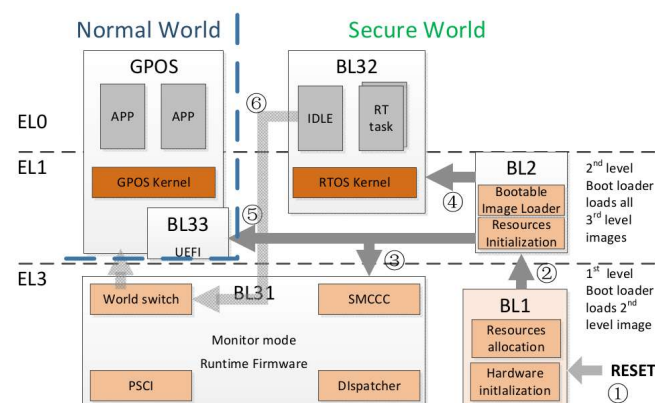 Normal World
Secure World
GPOS
APP
APP
GPOS Kernel
BL33
UEFI
BL32
IDLE
RT
task
RTOS Kernel
⑥
EL0
EL1
EL3
BL2
Bootable
Image Loader
Resources
Initialization
2nd level
Boot loader
loads all
3rd level
images
④
⑤
③
②
BL31
World switch
SMCCC
Monitor mode
Runtime Firmware
PSCI
DIspatcher
BL1
Resources
allocation
Hardware
initIalization
1st level
Boot loader
loads 2nd
level image
RESET
①